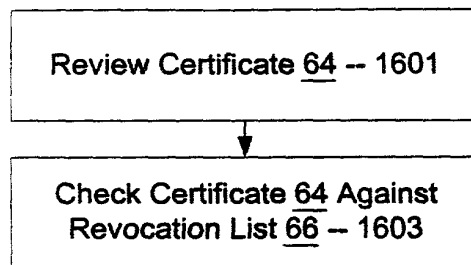 Review Certificate 64 -- 1601
Check Certificate 64 Against
Revocation List 66 -- 1603